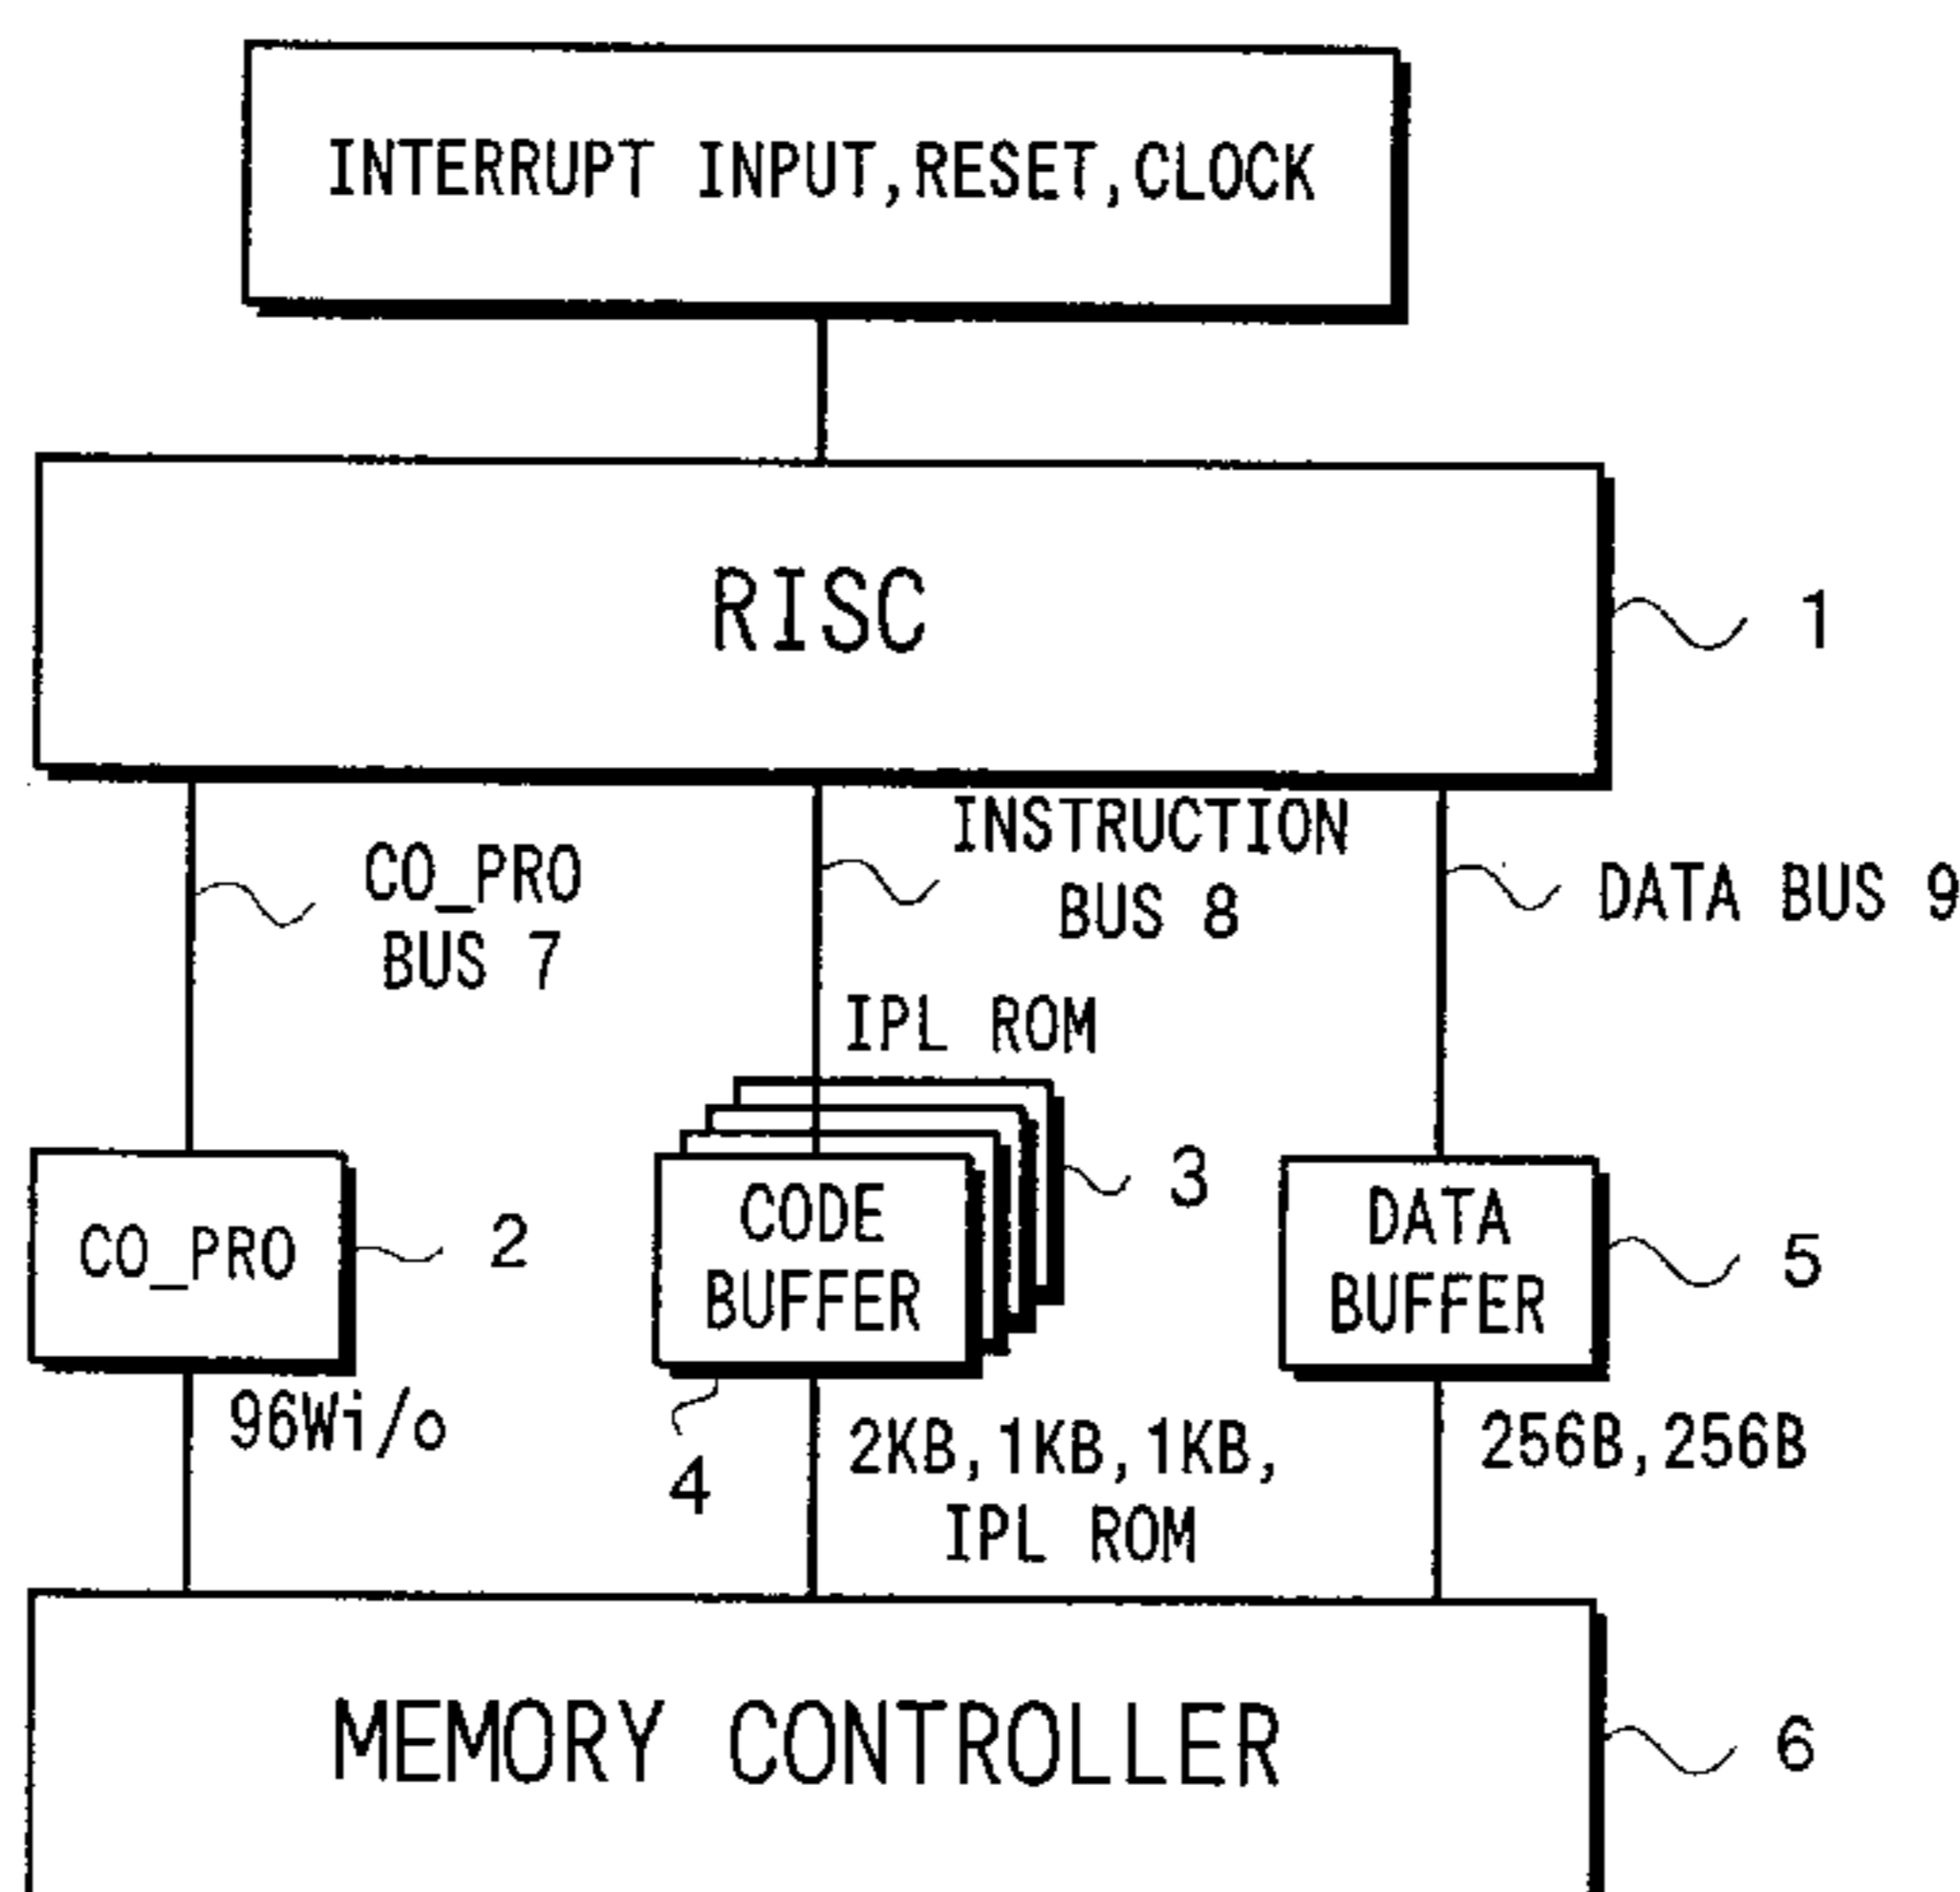 INTERRUPT INPUT,RESET,CLOCK
RISC
1
CO_PRO
BUS 7
INSTRUCTION
BUS 8
DATA BUS 9
IPL ROM
CO_PRO
2
CODE
BUFFER
3
4
DATA
BUFFER
5
96Wi/o
2KB,1KB,1KB,
IPL ROM
256B,256B
MEMORY CONTROLLER
6